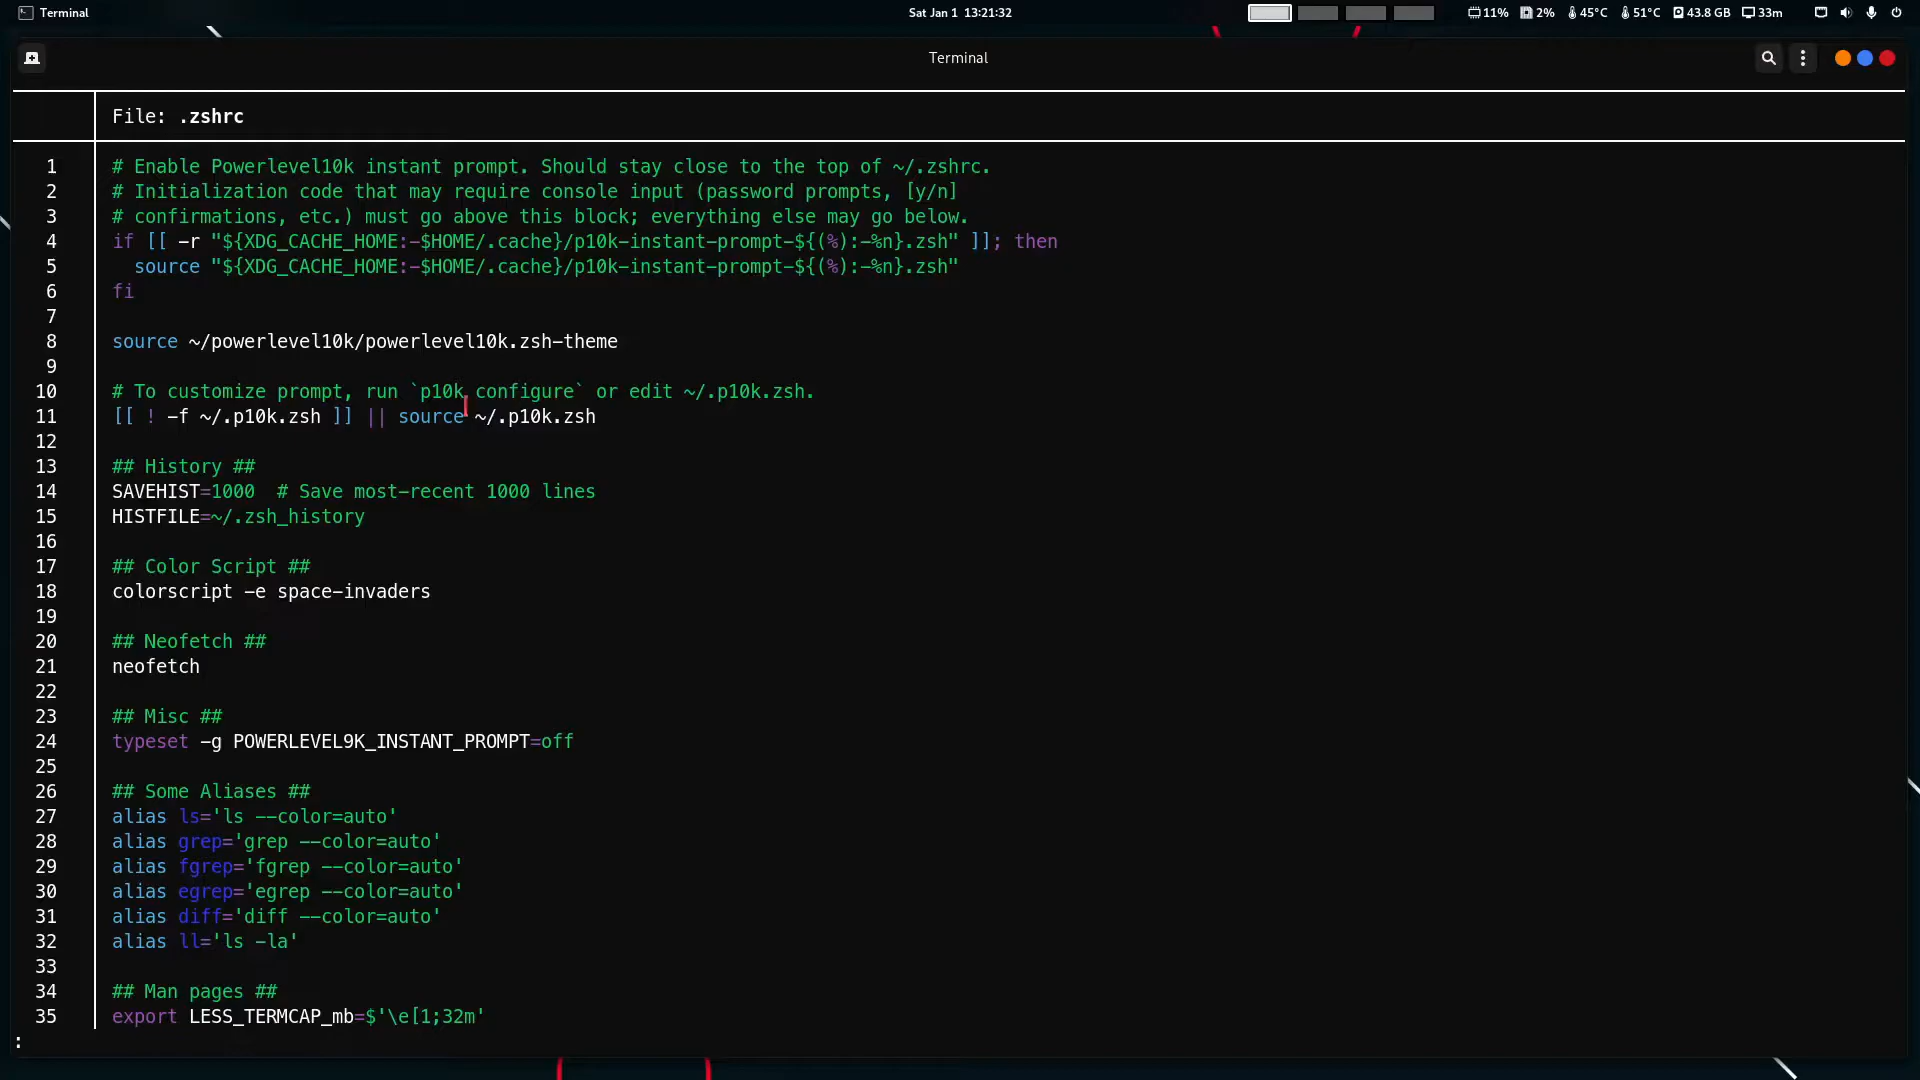 Terminal
Sat Jan 1 13:21:32
11% 2% 45°C 51°C 43.8 GB 33m
Terminal
File: .zshrc
1 # Enable Powerlevel10k instant prompt. Should stay close to the top of ~/.zshrc.
2 # Initialization code that may require console input (password prompts, [y/n]
3 # confirmations, etc.) must go above this block; everything else may go below.
4 if [[ -r "${XDG_CACHE_HOME:-$HOME/.cache}/p10k-instant-prompt-${(%):-%n}.zsh" ]]; then
5   source "${XDG_CACHE_HOME:-$HOME/.cache}/p10k-instant-prompt-${(%):-%n}.zsh"
6 fi
7
8 source ~/powerlevel10k/powerlevel10k.zsh-theme
9
10 # To customize prompt, run `p10k configure` or edit ~/.p10k.zsh.
11 [[ ! -f ~/.p10k.zsh ]] || source ~/.p10k.zsh
12
13 ## History ##
14 SAVEHIST=1000  # Save most-recent 1000 lines
15 HISTFILE=~/.zsh_history
16
17 ## Color Script ##
18 colorscript -e space-invaders
19
20 ## Neofetch ##
21 neofetch
22
23 ## Misc ##
24 typeset -g POWERLEVEL9K_INSTANT_PROMPT=off
25
26 ## Some Aliases ##
27 alias ls='ls --color=auto'
28 alias grep='grep --color=auto'
29 alias fgrep='fgrep --color=auto'
30 alias egrep='egrep --color=auto'
31 alias diff='diff --color=auto'
32 alias ll='ls -la'
33
34 ## Man pages ##
35 export LESS_TERMCAP_mb=$'\e[1;32m'
: